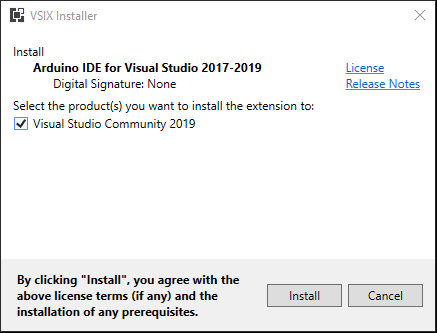 VSIX Installer
Install
Arduino IDE for Visual Studio 2017-2019
License
Digital Signature: None
Release Notes
Select the product(s) you want to install the extension to:
Visual Studio Community 2019
By clicking "Install", you agree with the
above license terms (if any) and the
installation of any prerequisites.
Install
Cancel